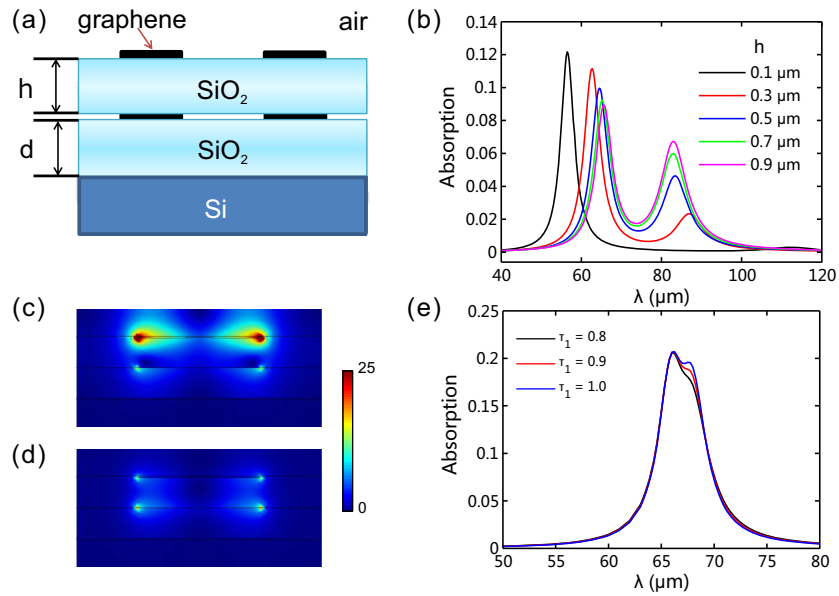 (a)
graphene
air
h
SiO2
d
SiO2
Si
(b)
Absorption
0.14
0.12
0.10
0.08
0.06
0.04
0.02
0
h
0.1 μm
0.3 μm
0.5 μm
0.7 μm
0.9 μm
40 60 80 100 120
λ (μm)
(c)
(d)
25
0
(e)
Absorption
0.25
0.20
0.15
0.10
0.05
0
τ1 = 0.8
τ1 = 0.9
τ1 = 1.0
50 55 60 65 70 75 80
λ (μm)